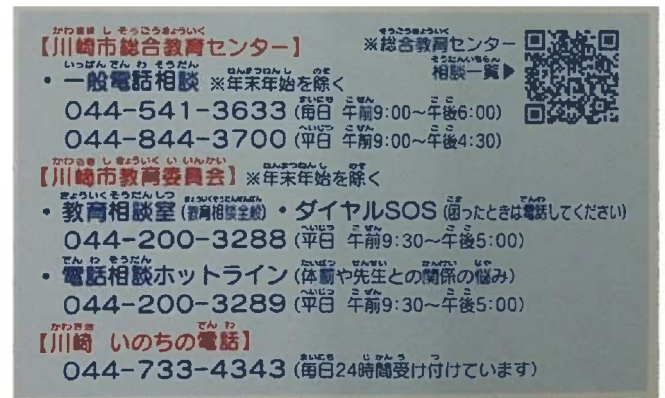 【川崎市総合教育センター】 ※総合教育センター
相談一覧▶
・一般電話相談 ※年末年始を除く
044-541-3633 (毎日 午前9:00~午後6:00)
044-844-3700 (平日 午前9:00~午後4:30)
【川崎市教育委員会】※年末年始を除く
・教育相談室(教育相談全般)・ダイヤルSOS(困ったときは電話してください)
044-200-3288 (平日 午前9:30~午後5:00)
・電話相談ホットライン(体罰や先生との関係の悩み)
044-200-3289 (平日 午前9:30~午後5:00)
【川崎 いのちの電話】
044-733-4343 (毎日24時間受け付けています)